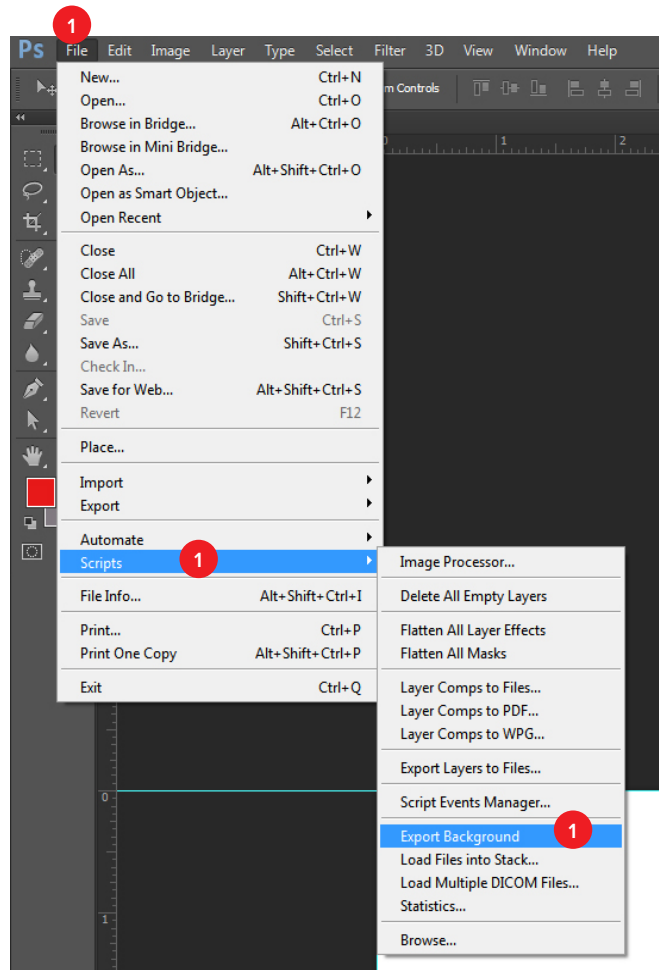 1
Ps File Edit Image Layer Type Select Filter 3D View Window Help
New... Ctrl+N
Open... Ctrl+O
Browse in Bridge... Alt+Ctrl+O
Browse in Mini Bridge...
Open As... Alt+Shift+Ctrl+O
Open as Smart Object...
Open Recent
Close Ctrl+W
Close All Alt+Ctrl+W
Close and Go to Bridge... Shift+Ctrl+W
Save Ctrl+S
Save As... Shift+Ctrl+S
Check In...
Save for Web... Alt+Shift+Ctrl+S
Revert F12
Place...
Import
Export
Automate
Scripts 1
File Info... Alt+Shift+Ctrl+I
Print... Ctrl+P
Print One Copy Alt+Shift+Ctrl+P
Exit Ctrl+Q
m Controls
1 2
Image Processor...
Delete All Empty Layers
Flatten All Layer Effects
Flatten All Masks
Layer Comps to Files...
Layer Comps to PDF...
Layer Comps to WPG...
Export Layers to Files...
Script Events Manager...
Export Background 1
Load Files into Stack...
Load Multiple DICOM Files...
Statistics...
Browse...
0
1